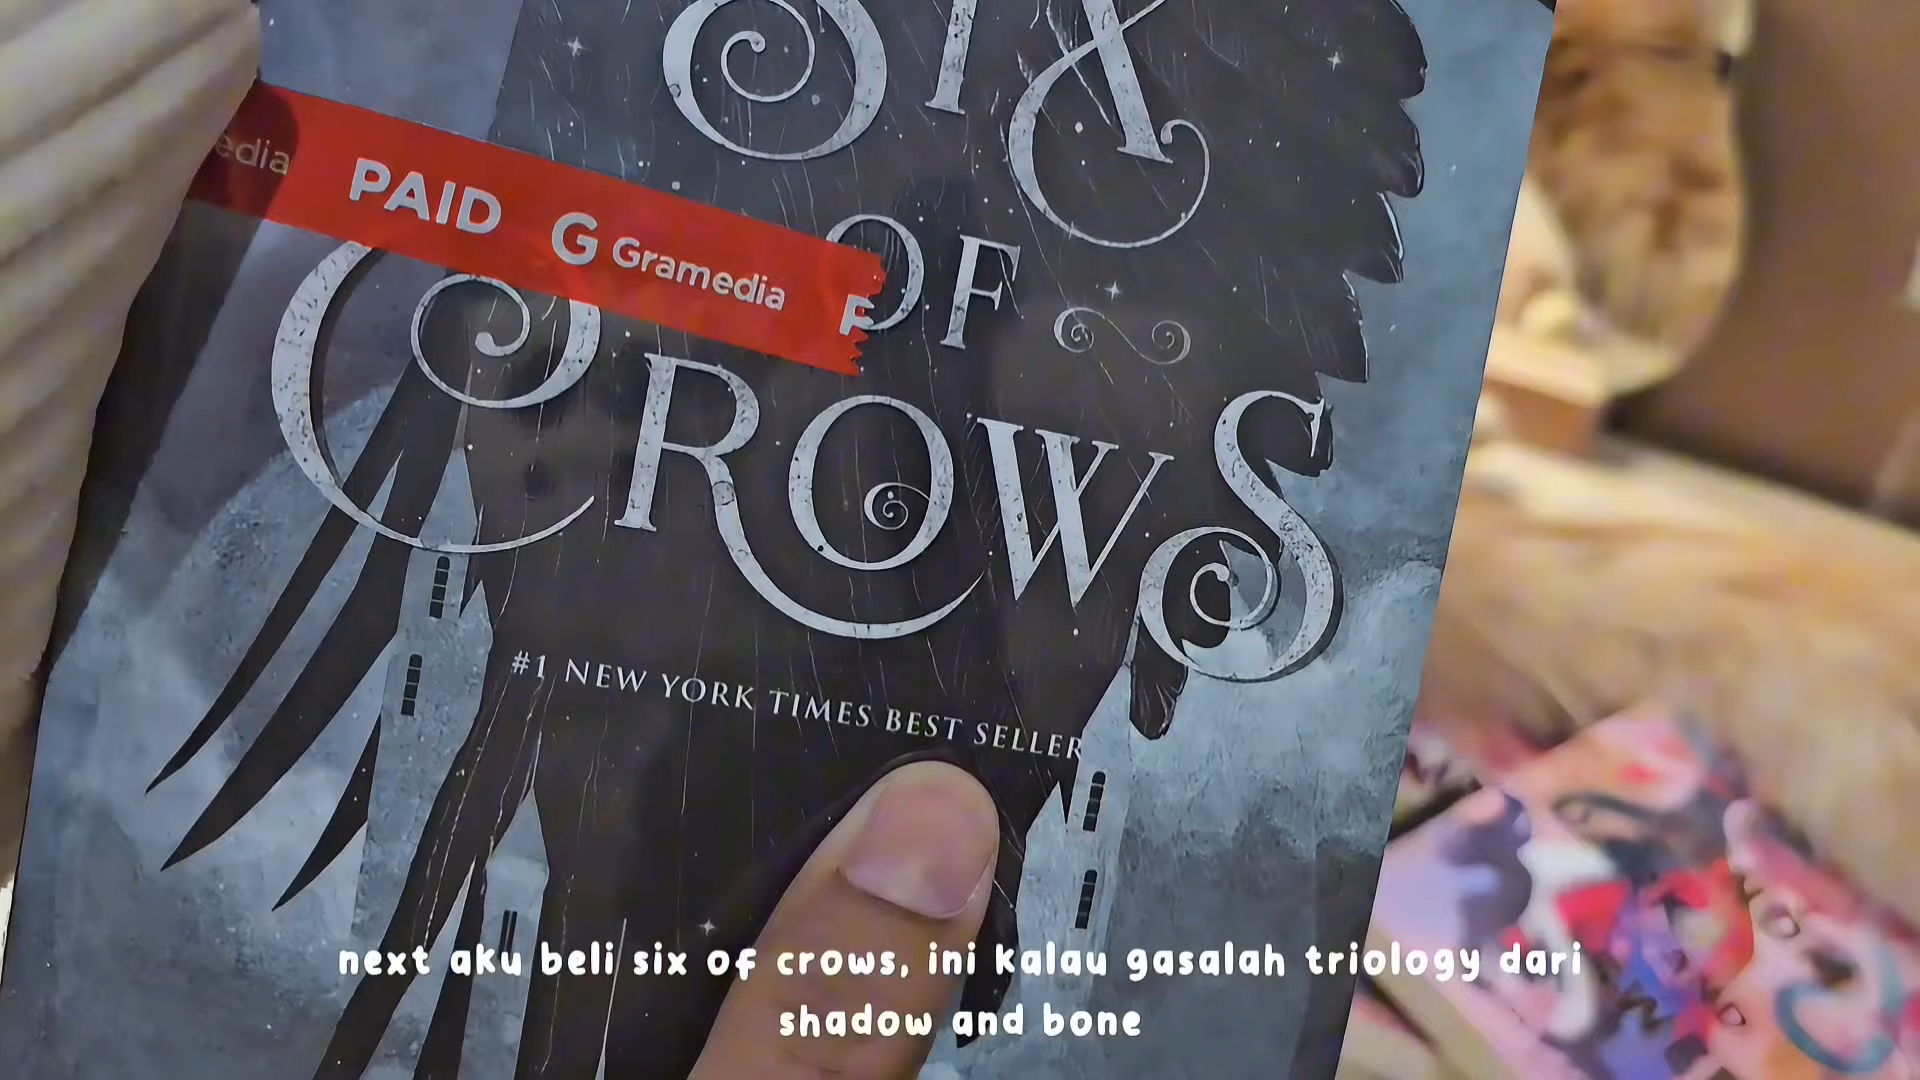 SIX
OF
CROWS
edia PAID G Gramedia P
#1 NEW YORK TIMES BEST SELLER
next aku beli six of crows, ini kalau gasalah triology dari
shadow and bone